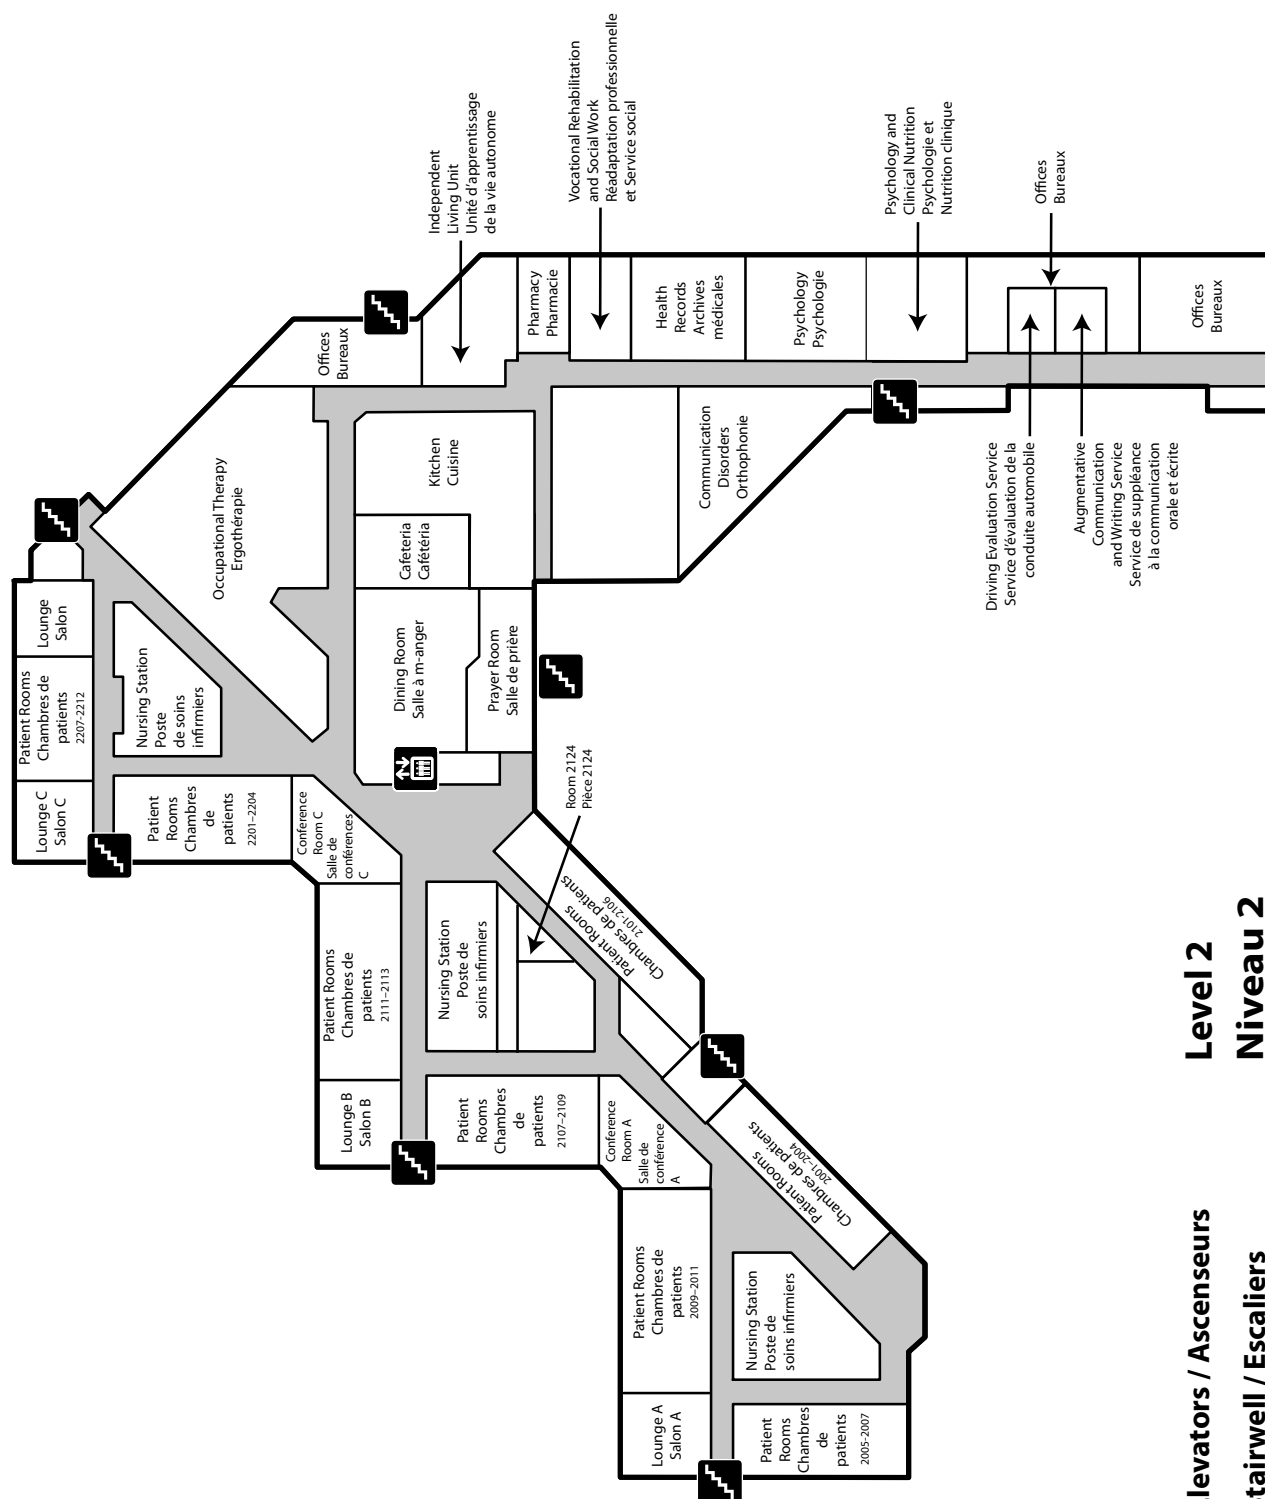 Independent
Living Unit
Unité d'apprentissage
de la vie autonome
Vocational Rehabilitation
and Social Work
Réadaptation professionnelle
et Service social
Psychology and
Clinical Nutrition
Psychologie et
Nutrition clinique
Offices
Bureaux
Offices
Bureaux
Pharmacy
Pharmacie
Health
Records
Archives
médicales
Psychology
Psychologie
Offices
Bureaux
Occupational Therapy
Ergothérapie
Kitchen
Cuisine
Cafeteria
Cafétéria
Communication
Disorders
Orthophonie
Driving Evaluation Service
Service d'évaluation de la
conduite automobile
Augmentative
Communication
and Writing Service
Service de suppléance
à la communication
orale et écrite
Lounge
Salon
Patient Rooms
Chambres de
patients
2207-2212
Lounge C
Salon C
Nursing Station
Poste
de soins
infirmiers
Dining Room
Salle à m-anger
Prayer Room
Salle de prière
Patient
Rooms
Chambres
de
patients
2201–2204
Conference
Room C
Salle de
conférences
C
Room 2124
Pièce 2124
Patient Rooms
Chambres de patients
2101-2106
Patient Rooms
Chambres de
patients
2111–2113
Nursing Station
Poste de
soins infirmiers
Lounge B
Salon B
Patient
Rooms
Chambres
de
patients
2107–2109
Conference
Room A
Salle de
conférence
A
Patient Rooms
Chambres de patients
2001–2004
Patient Rooms
Chambres de
patients
2009–2011
Nursing Station
Poste de
soins infirmiers
Lounge A
Salon A
Patient
Rooms
Chambres
de
patients
2005-2007
Level 2
Niveau 2
levators / Ascenseurs
tairwell / Escaliers